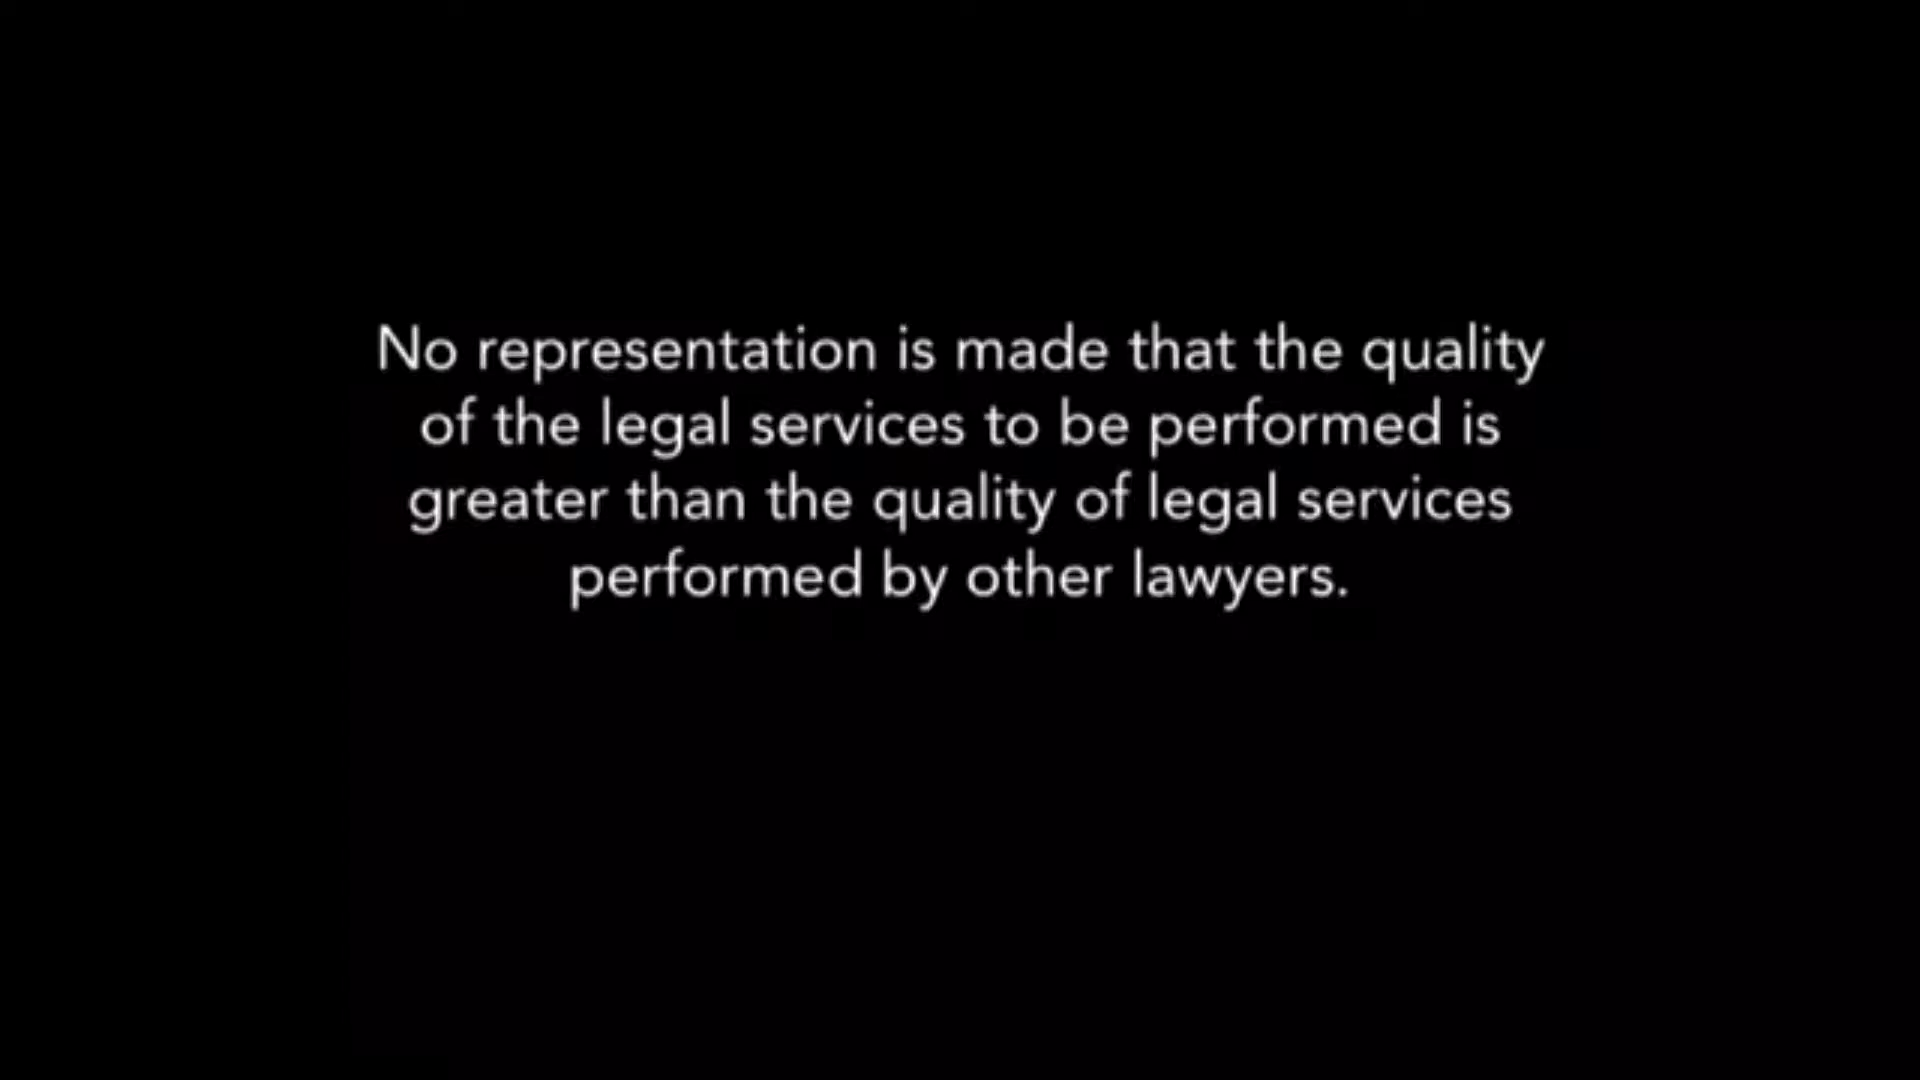 No representation is made that the quality
of the legal services to be performed is
greater than the quality of legal services
performed by other lawyers.